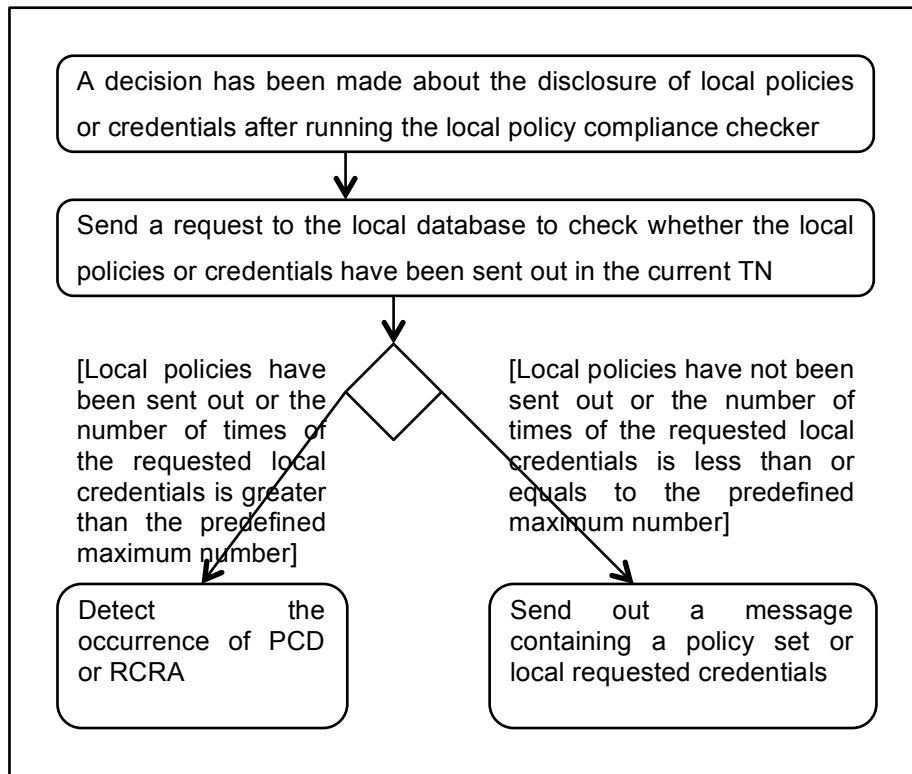 A decision has been made about the disclosure of local policies
or credentials after running the local policy compliance checker
Send a request to the local database to check whether the local
policies or credentials have been sent out in the current TN
[Local policies have
been sent out or the
number of times of
the requested local
credentials is greater
than the predefined
maximum number]
[Local policies have not been
sent out or the number of
times of the requested local
credentials is less than or
equals to the predefined
maximum number]
Detect the
occurrence of PCD
or RCRA
Send out a message
containing a policy set or
local requested credentials